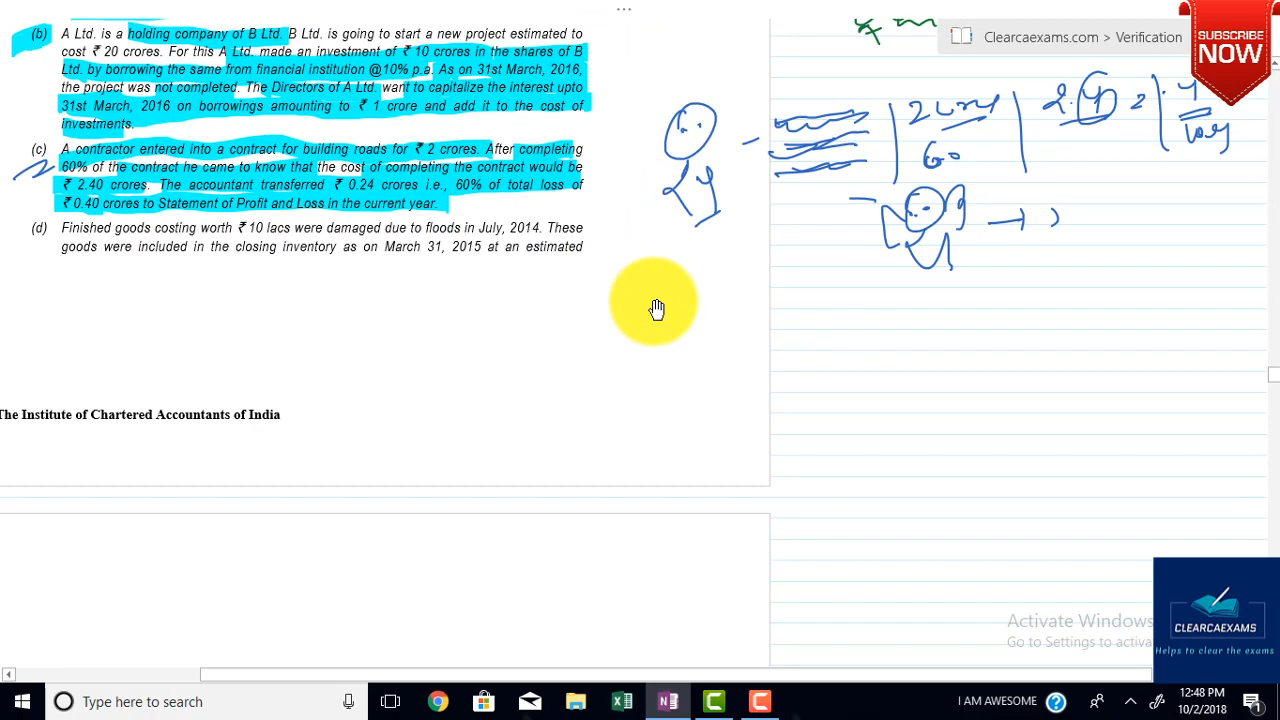 (b) A Ltd. is a holding company of B Ltd. B Ltd. is going to start a new project estimated to
cost ₹ 20 crores. For this A Ltd. made an investment of ₹ 10 crores in the shares of B
Ltd. by borrowing the same from financial institution @10% p.a. As on 31st March, 2016,
the project was not completed. The Directors of A Ltd. want to capitalize the interest upto
31st March, 2016 on borrowings amounting to ₹ 1 crore and add it to the cost of
investments.
(c) A contractor entered into a contract for building roads for ₹ 2 crores. After completing
60% of the contract he came to know that the cost of completing the contract would be
₹ 2.40 crores. The accountant transferred ₹ 0.24 crores i.e., 60% of total loss of
₹ 0.40 crores to Statement of Profit and Loss in the current year.
(d) Finished goods costing worth ₹ 10 lacs were damaged due to floods in July, 2014. These
goods were included in the closing inventory as on March 31, 2015 at an estimated
The Institute of Chartered Accountants of India
Clearcaexams.com > Verification
SUBSCRIBE
NOW
60
2.4
Activate Windows
Go to Settings to activa
CLEARCAEXAMS
Helps to clear the exams
Type here to search
I AM AWESOME
12:48 PM
10/2/2018